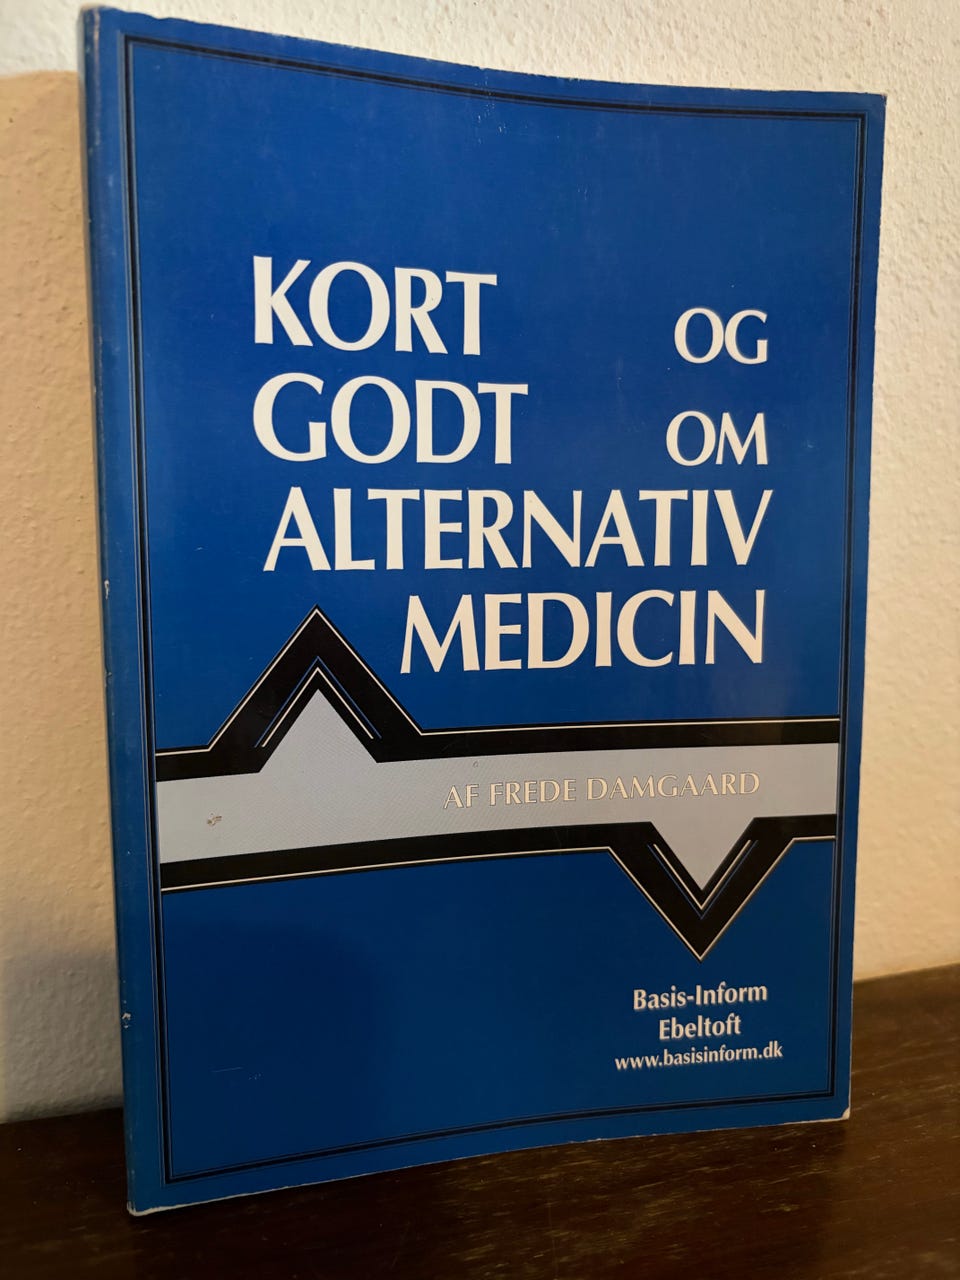 KORT OG
GODT OM
ALTERNATIV
MEDICIN
AF FREDE DAMGAARD
Basis-Inform
Ebeltoft
www.basisinform.dk